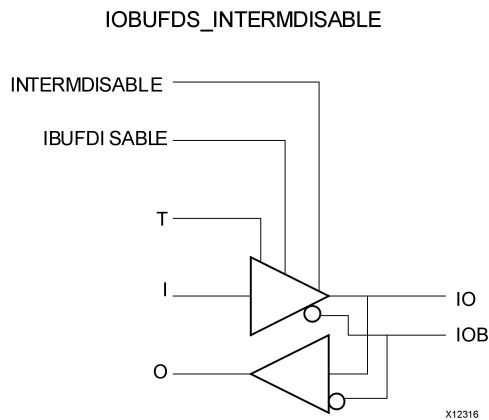 IOBUFDS_INTERMDISABLE
INTERMDISABLE
IBUFDI SABLE
T
I
IO
IOB
O
X12316